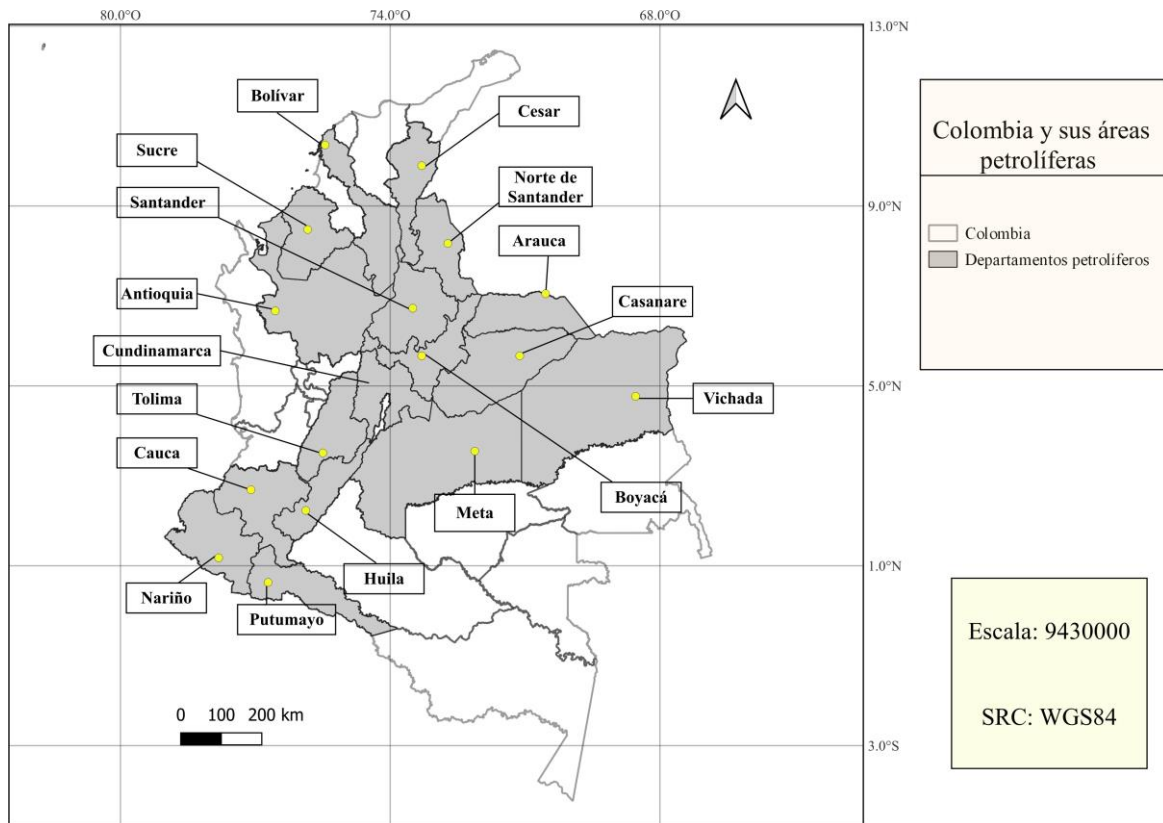 80.0°O
74.0°O
68.0°O
13.0°N
Bolívar
Cesar
Sucre
Norte de
Santander
Santander
9.0°N
Arauca
Antioquia
Casanare
Cundinamarca
5.0°N
Tolima
Vichada
Cauca
Boyacá
Meta
Huila
1.0°N
Nariño
Putumayo
0 100 200 km
3.0°S
Colombia y sus áreas
petrolíferas
Colombia
Departamentos petroliferos
Escala: 9430000
SRC: WGS84